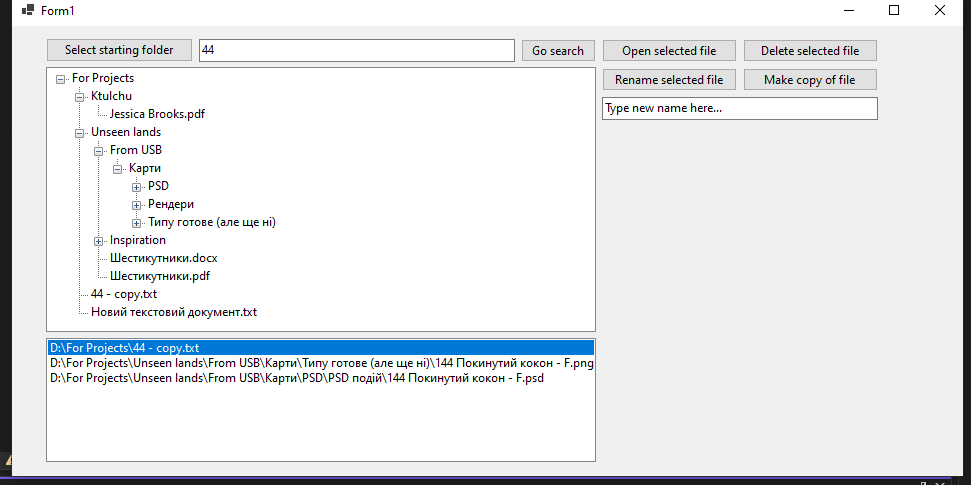 Form1
Select starting folder
44
Go search
Open selected file
Delete selected file
Rename selected file
Make copy of file
Type new name here...
For Projects
Ktulchu
Jessica Brooks.pdf
Unseen lands
From USB
Карти
PSD
Рендери
Типу готове (але ще ні)
Inspiration
Шестикутники.docx
Шестикутники.pdf
44 - copy.txt
Новий текстовий документ.txt
D:\For Projects\44 - copy.txt
D:\For Projects\Unseen lands\From USB\Карти\Типу готове (але ще ні)\144 Покинутий кокон - F.png
D:\For Projects\Unseen lands\From USB\Карти\PSD\PSD подій\144 Покинутий кокон - F.psd